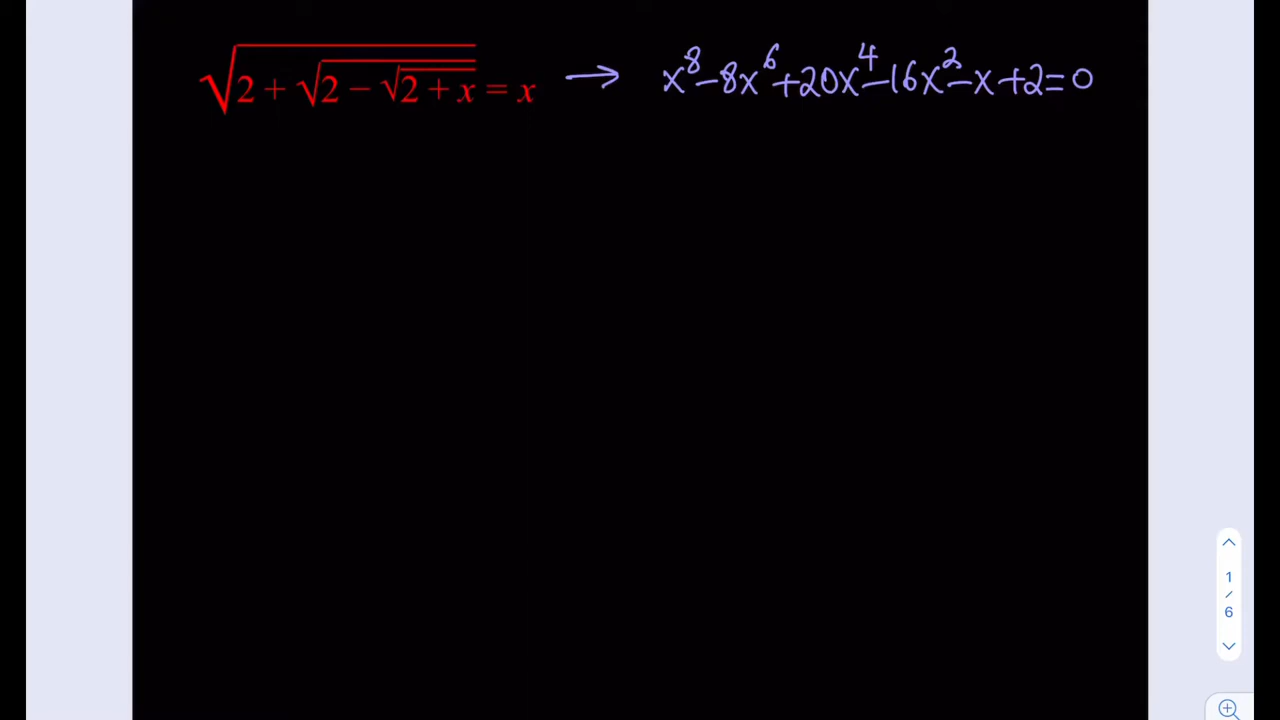 √(2 + √(2 − √(2 + x))) = x → x⁸ − 8x⁶ + 20x⁴ − 16x² − x + 2 = 0
1
/
6